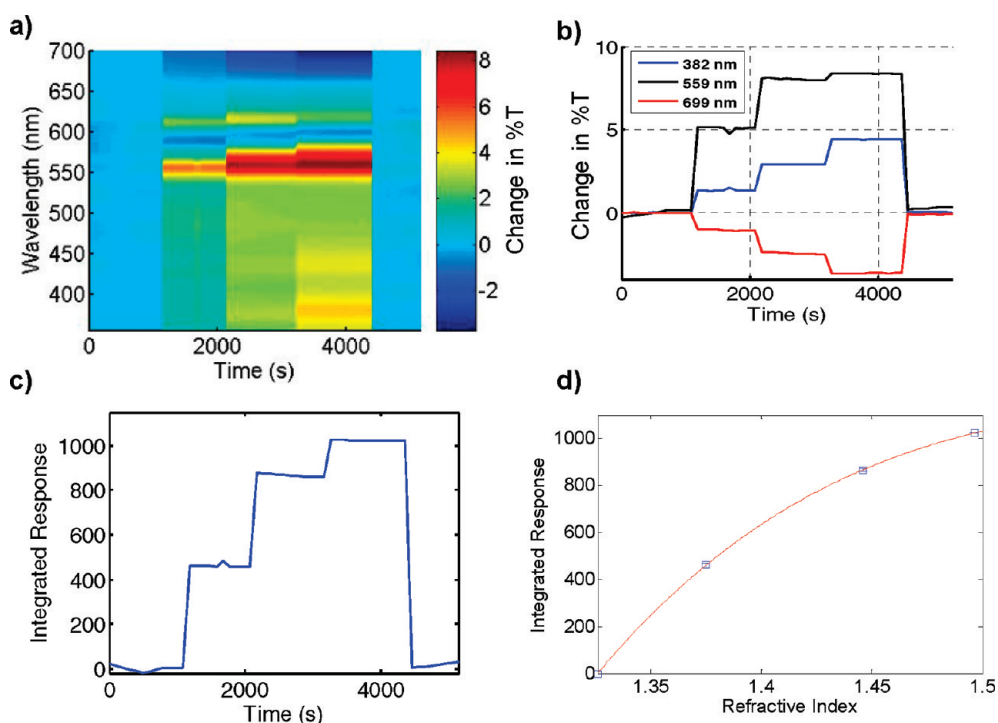 a)
700
650
600
550
500
450
400
Wavelength (nm)
0
2000
4000
Time (s)
8
6
4
2
0
-2
Change in %T
b)
10
5
0
Change in %T
382 nm
559 nm
699 nm
0
2000
4000
Time (s)
c)
1000
800
600
400
200
0
Integrated Response
0
2000
4000
Time (s)
d)
1000
800
600
400
200
0
Integrated Response
1.35
1.4
1.45
1.5
Refractive Index